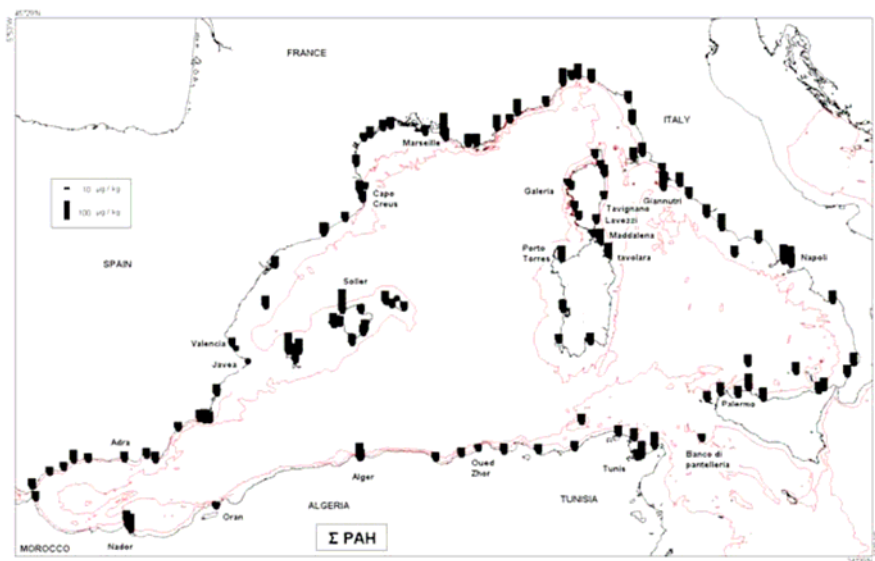 FRANCE
ITALY
Marseille
Galeria
Giannutri
Cape
Creus
Tavignano
Lavezzi
Maddalena
Porto
Torres
tavolara
Napoli
10 µg / kg
100 µg / kg
SPAIN
Soller
Valencia
Javea
Palermo
Adra
Alger
Oued
Zhor
Tunis
Banco di
pantelleria
Oran
ALGERIA
TUNISIA
Σ PAH
MOROCCO
Nador